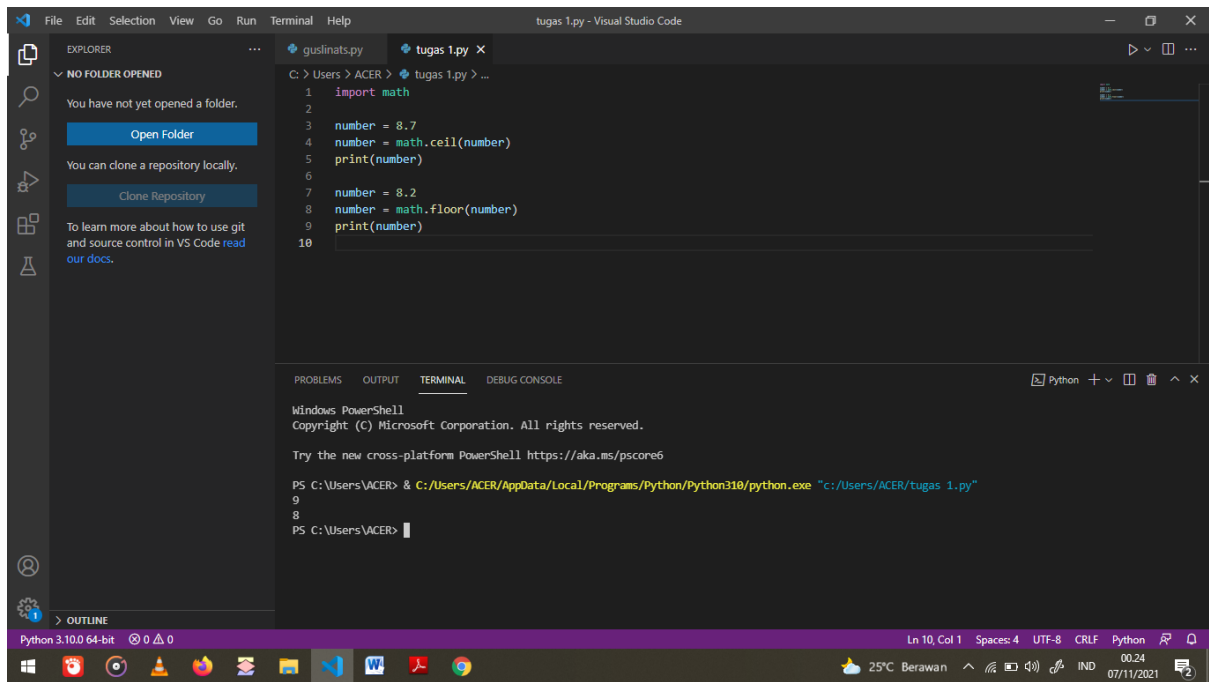 File Edit Selection View Go Run Terminal Help tugas 1.py - Visual Studio Code
EXPLORER ...
NO FOLDER OPENED
You have not yet opened a folder.
Open Folder
You can clone a repository locally.
Clone Repository
To learn more about how to use git
and source control in VS Code read
our docs.
OUTLINE
guslinats.py tugas 1.py
C: > Users > ACER > tugas 1.py > ...
1 import math
2
3 number = 8.7
4 number = math.ceil(number)
5 print(number)
6
7 number = 8.2
8 number = math.floor(number)
9 print(number)
10
PROBLEMS OUTPUT TERMINAL DEBUG CONSOLE Python
Windows PowerShell
Copyright (C) Microsoft Corporation. All rights reserved.
Try the new cross-platform PowerShell https://aka.ms/pscore6
PS C:\Users\ACER> & C:/Users/ACER/AppData/Local/Programs/Python/Python310/python.exe "c:/Users/ACER/tugas 1.py"
9
8
PS C:\Users\ACER>
1
Python 3.10.0 64-bit 0 0 Ln 10, Col 1 Spaces: 4 UTF-8 CRLF Python
25°C Berawan IND 00.24
07/11/2021 2